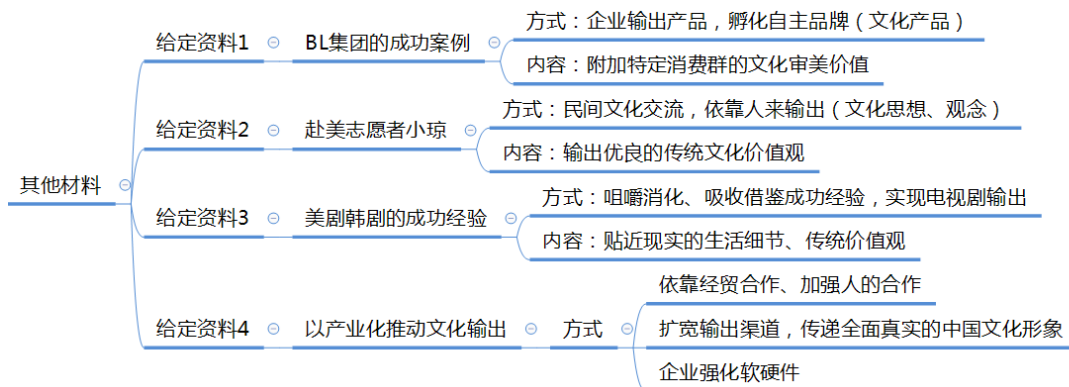 其他材料
给定资料1
BL集团的成功案例
方式：企业输出产品，孵化自主品牌（文化产品）
内容：附加特定消费群的文化审美价值
给定资料2
赴美志愿者小琼
方式：民间文化交流，依靠人来输出（文化思想、观念）
内容：输出优良的传统文化价值观
给定资料3
美剧韩剧的成功经验
方式：咀嚼消化、吸收借鉴成功经验，实现电视剧输出
内容：贴近现实的生活细节、传统价值观
给定资料4
以产业化推动文化输出
方式
依靠经贸合作、加强人的合作
扩宽输出渠道，传递全面真实的中国文化形象
企业强化软硬件